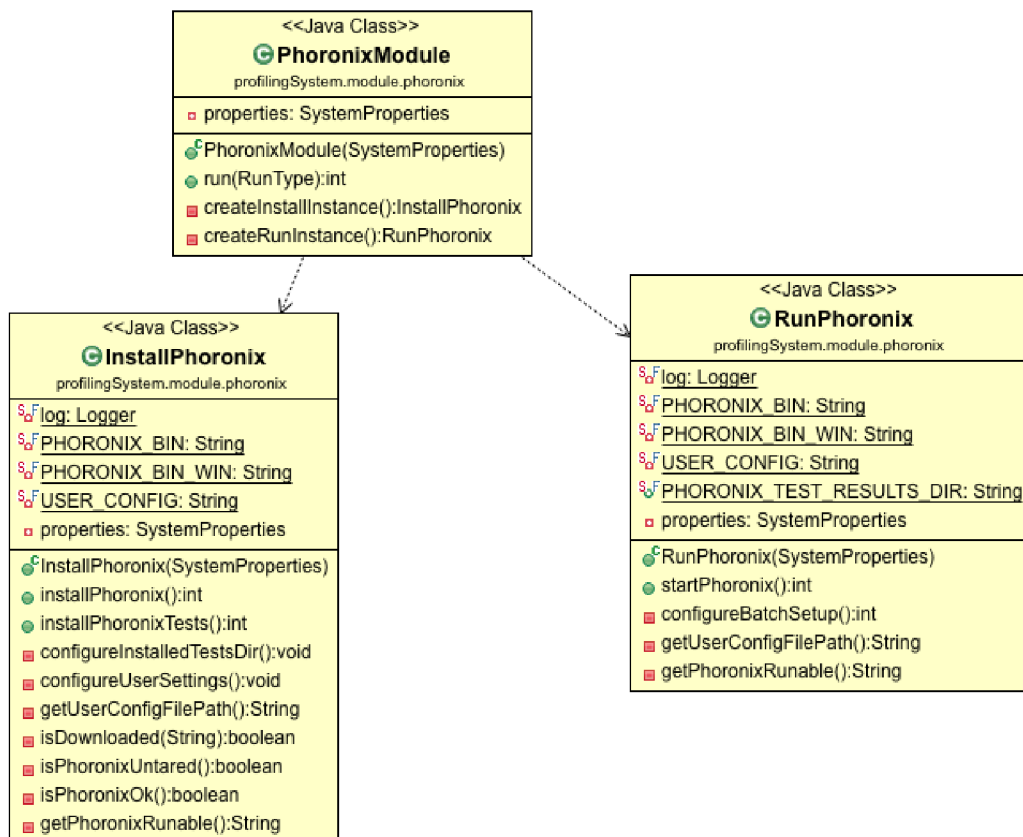 <<Java Class>>
PhoronixModule
profilingSystem.module.phoronix
properties: SystemProperties
PhoronixModule(SystemProperties)
run(RunType):int
createInstallInstance():InstallPhoronix
createRunInstance():RunPhoronix
<<Java Class>>
InstallPhoronix
profilingSystem.module.phoronix
log: Logger
PHORONIX_BIN: String
PHORONIX_BIN_WIN: String
USER_CONFIG: String
properties: SystemProperties
InstallPhoronix(SystemProperties)
installPhoronix():int
installPhoronixTests():int
configureInstalledTestsDir():void
configureUserSettings():void
getUserConfigFilePath():String
isDownloaded(String):boolean
isPhoronixUntared():boolean
isPhoronixOk():boolean
getPhoronixRunable():String
<<Java Class>>
RunPhoronix
profilingSystem.module.phoronix
log: Logger
PHORONIX_BIN: String
PHORONIX_BIN_WIN: String
USER_CONFIG: String
PHORONIX_TEST_RESULTS_DIR: String
properties: SystemProperties
RunPhoronix(SystemProperties)
startPhoronix():int
configureBatchSetup():int
getUserConfigFilePath():String
getPhoronixRunable():String